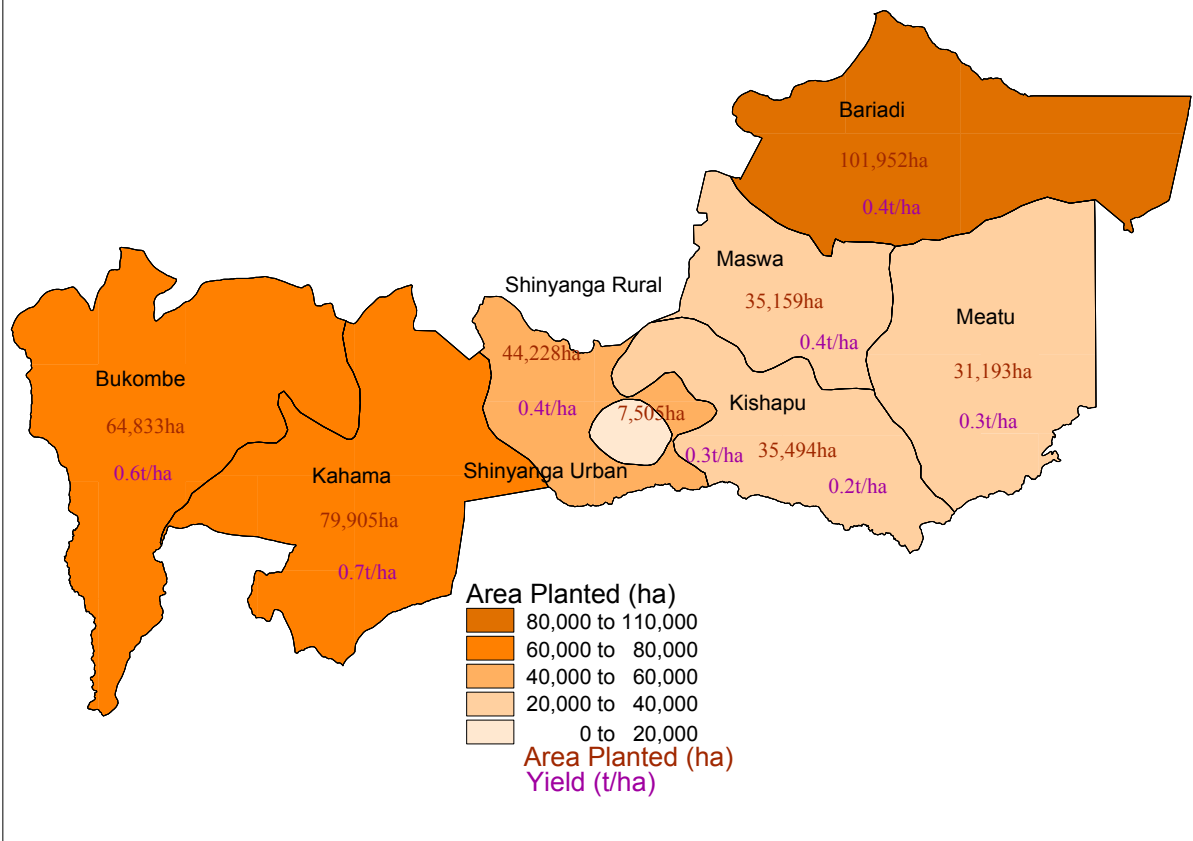 Bariadi
101,952ha
0.4t/ha
Maswa
35,159ha
0.4t/ha
Shinyanga Rural
44,228ha
0.4t/ha
Meatu
31,193ha
0.3t/ha
Bukombe
64,833ha
0.6t/ha
Kishapu
35,494ha
0.2t/ha
7,505ha
0.3t/ha
Shinyanga Urban
Kahama
79,905ha
0.7t/ha
Area Planted (ha)
80,000 to 110,000
60,000 to 80,000
40,000 to 60,000
20,000 to 40,000
0 to 20,000
Area Planted (ha)
Yield (t/ha)